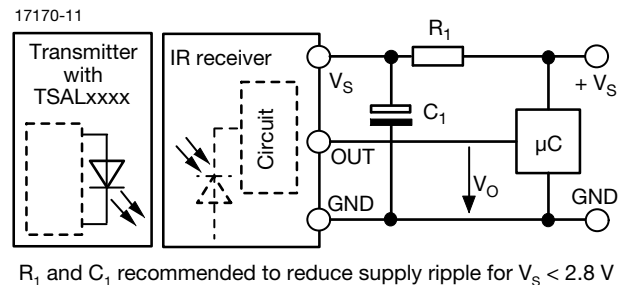 17170-11
Transmitter
with
TSALxxxx
IR receiver
Circuit
VS
OUT
GND
R1
C1
VO
µC
+ VS
GND
R1 and C1 recommended to reduce supply ripple for VS < 2.8 V